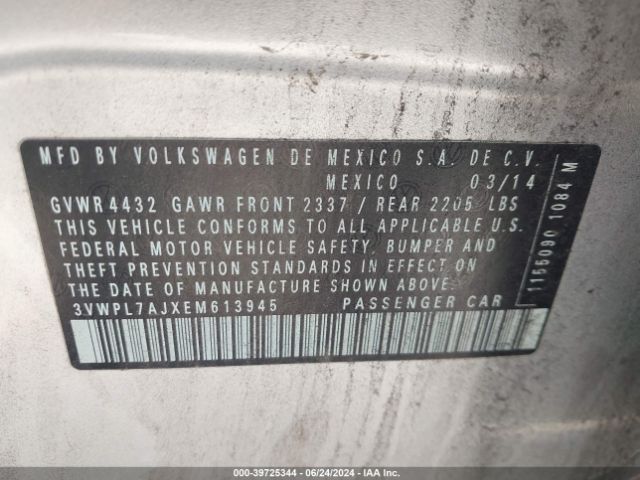 MFD BY VOLKSWAGEN DE MEXICO S.A. DE C.V.
MEXICO 03/14
GVWR 4432 GAWR FRONT 2337 / REAR 2205 LBS
THIS VEHICLE CONFORMS TO ALL APPLICABLE U.S.
FEDERAL MOTOR VEHICLE SAFETY, BUMPER AND
THEFT PREVENTION STANDARDS IN EFFECT ON
THE DATE OF MANUFACTURE SHOWN ABOVE.
3VWPL7AJXEM613945 PASSENGER CAR
1155090 1084 M
000-39725344 / 06/24/2024 - IAA Inc.